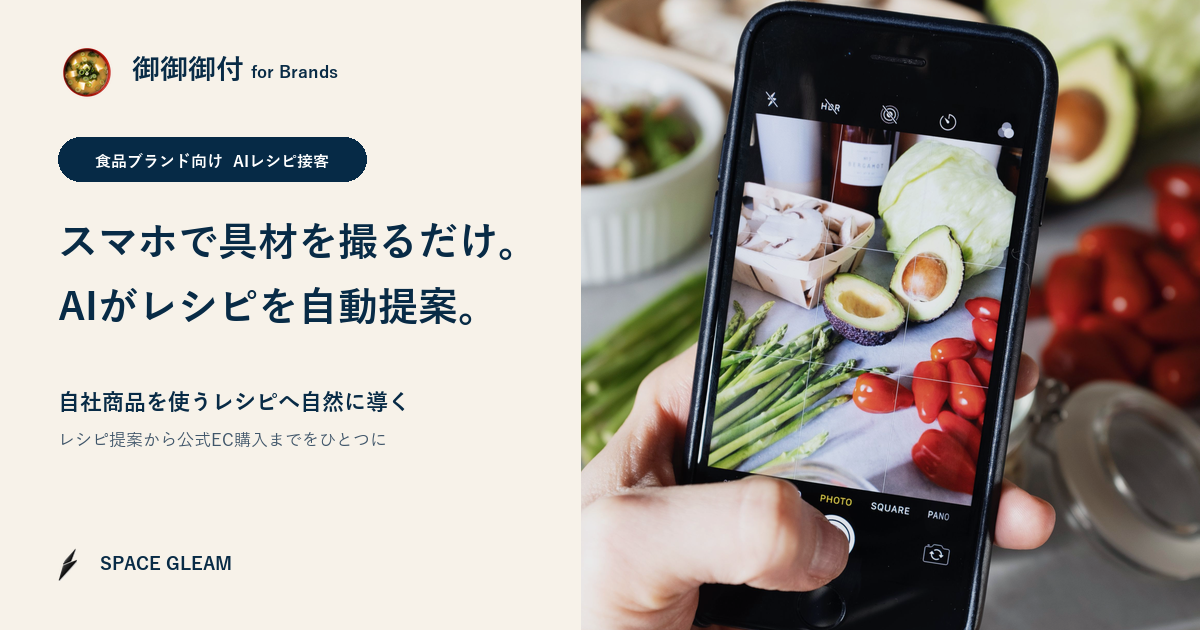 御御御付 for Brands
食品ブランド向け AIレシピ接客
スマホで具材を撮るだけ。
AIがレシピを自動提案。
自社商品を使うレシピへ自然に導く
レシピ提案から公式EC購入までをひとつに
SPACE GLEAM
HDR
PHOTO SQUARE PANO